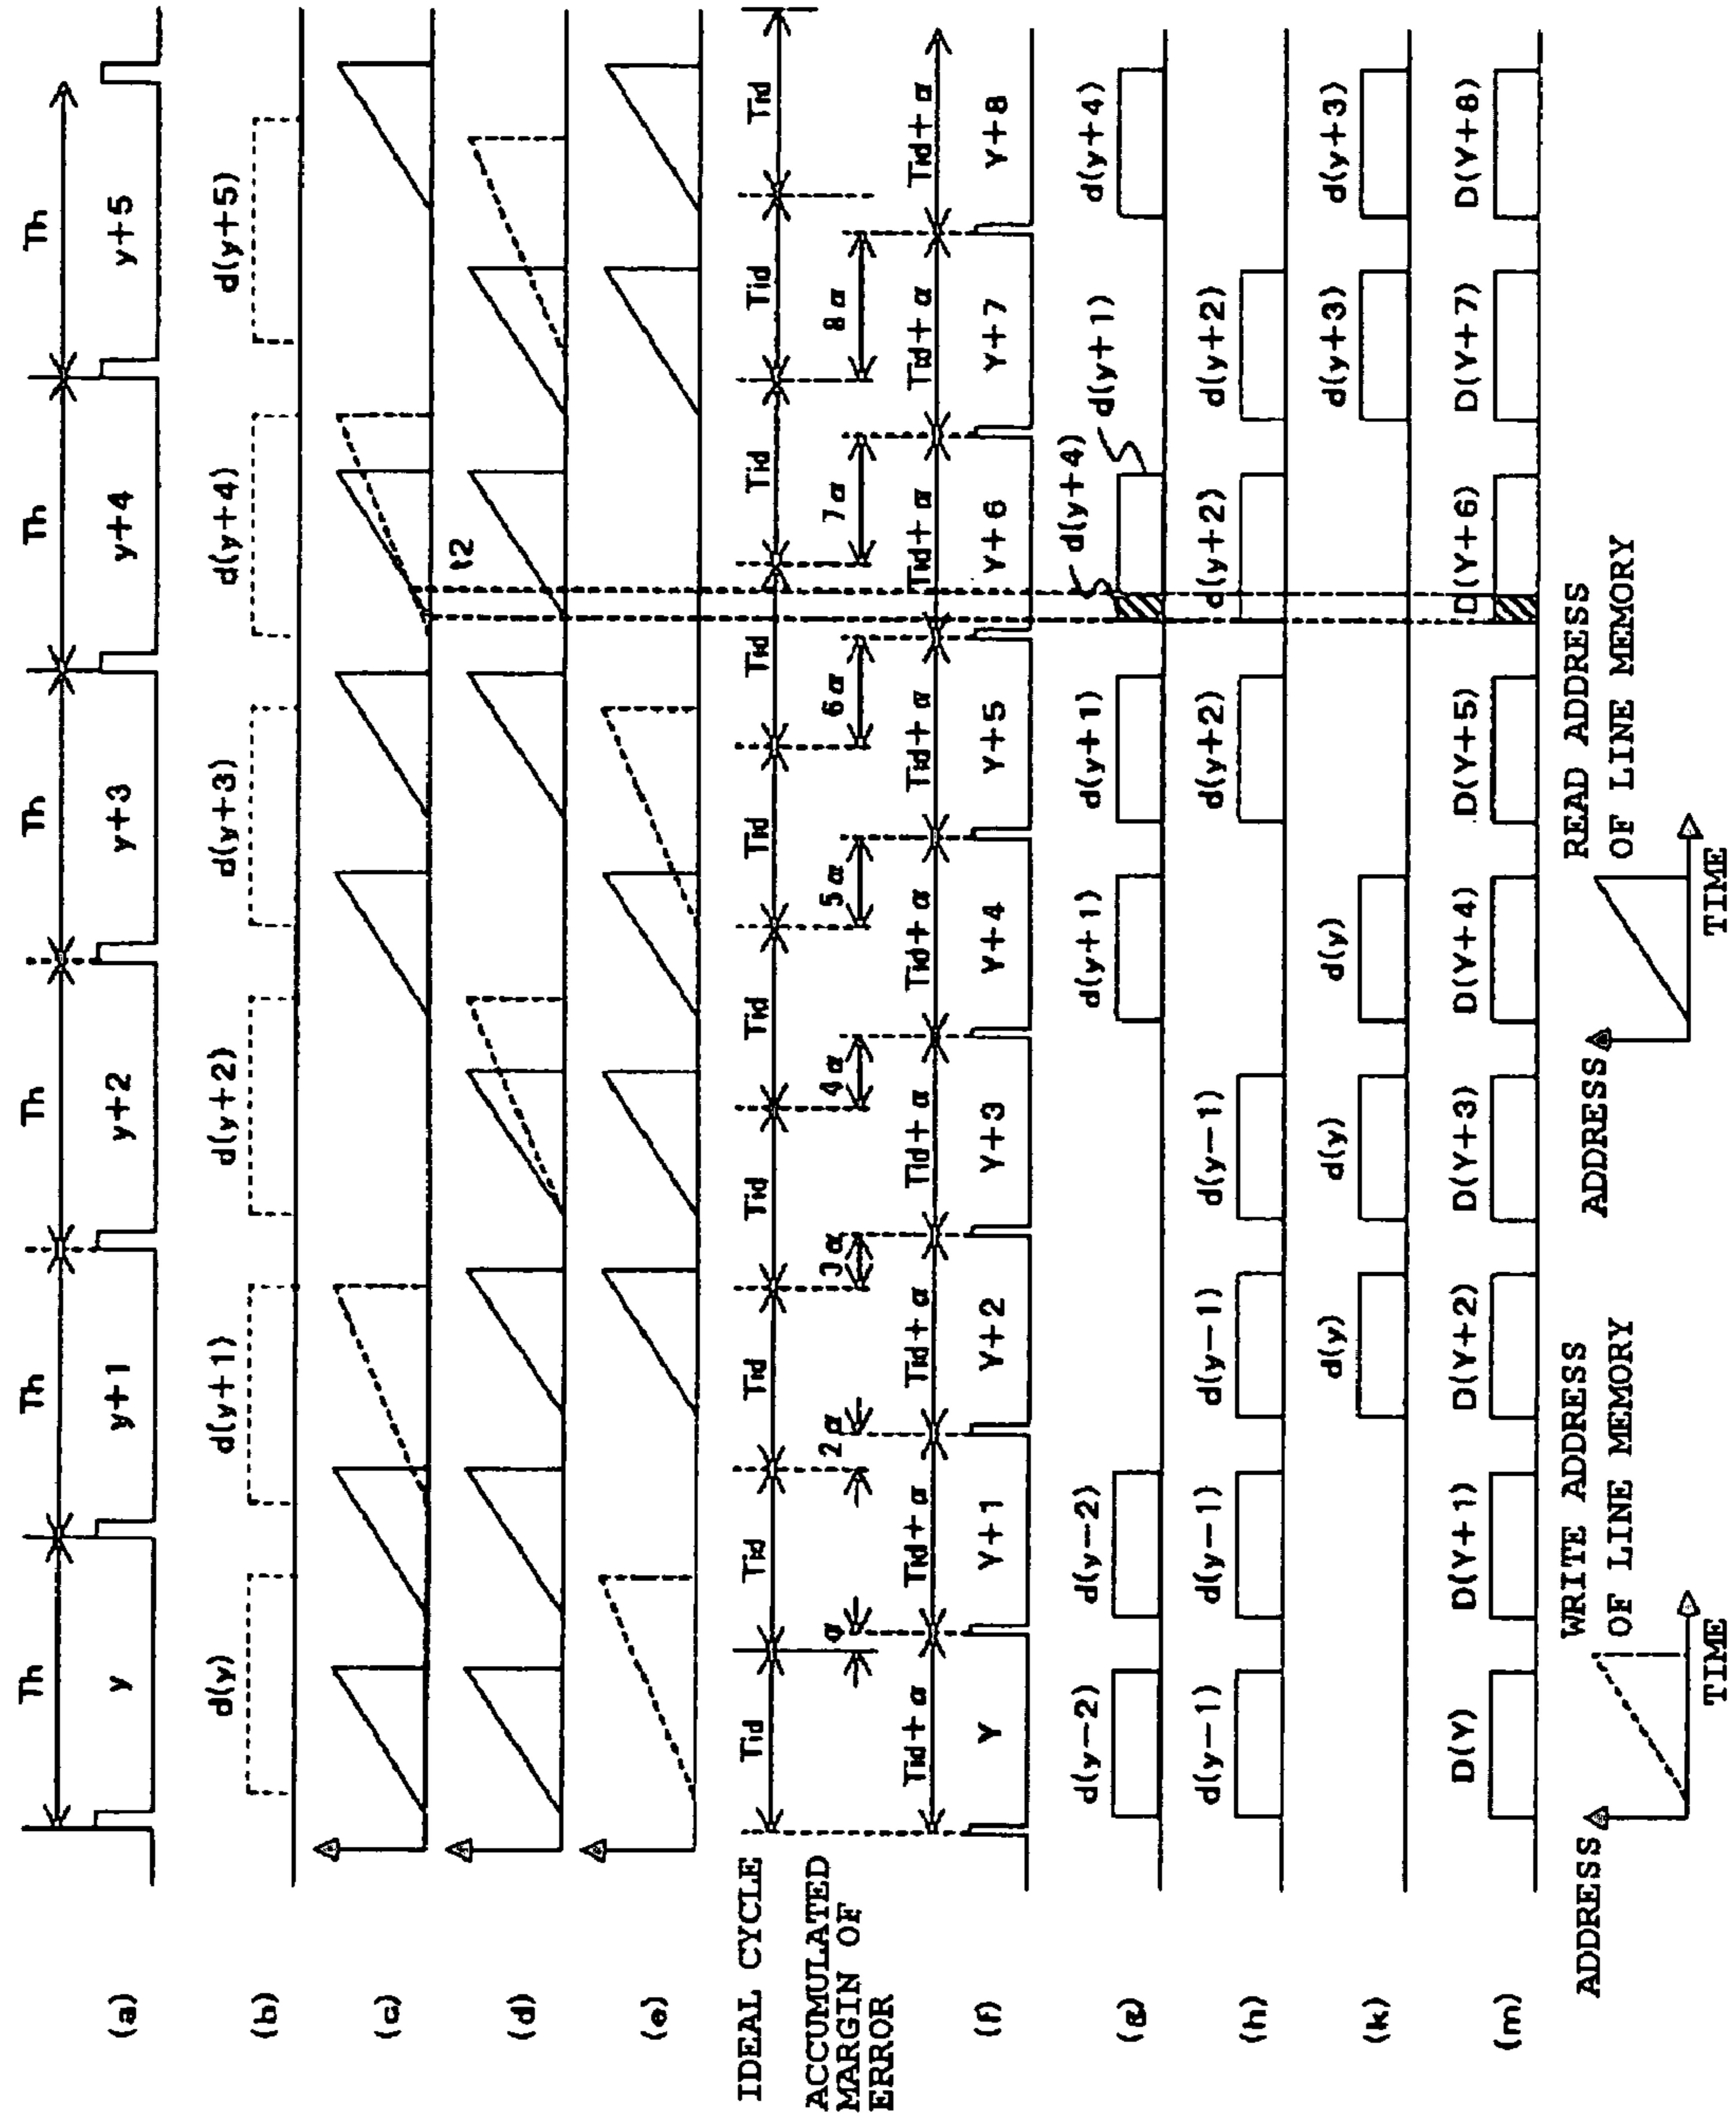 (a) Th Th Th Th Th Th
y y+1 y+2 y+3 y+4 y+5
(b) d(y) d(y+1) d(y+2) d(y+3) d(y+4) d(y+5)
(c)
t2
(d)
(e)
IDEAL CYCLE Tid Tid Tid Tid Tid Tid Tid Tid Tid Tid
ACCUMULATED
MARGIN OF
ERROR
α 2α 3α 4α 5α 6α 7α 8α
Tid+α Tid+α Tid+α Tid+α Tid+α Tid+α Tid+α Tid+α Tid+α
(f) Y Y+1 Y+2 Y+3 Y+4 Y+5 Y+6 Y+7 Y+8
(g) d(y-2) d(y-2) d(y+1) d(y+1) d(y+4) d(y+1) d(y+4)
(h) d(y-1) d(y-1) d(y-1) d(y-1) d(y+2) d(y+2) d(y+2)
(k) d(y) d(y) d(y) d(y+3) d(y+3)
(m) D(Y) D(Y+1) D(Y+2) D(Y+3) D(Y+4) D(Y+5) D(Y+6) D(Y+7) D(Y+8)
ADDRESS
WRITE ADDRESS
OF LINE MEMORY
TIME
ADDRESS
READ ADDRESS
OF LINE MEMORY
TIME